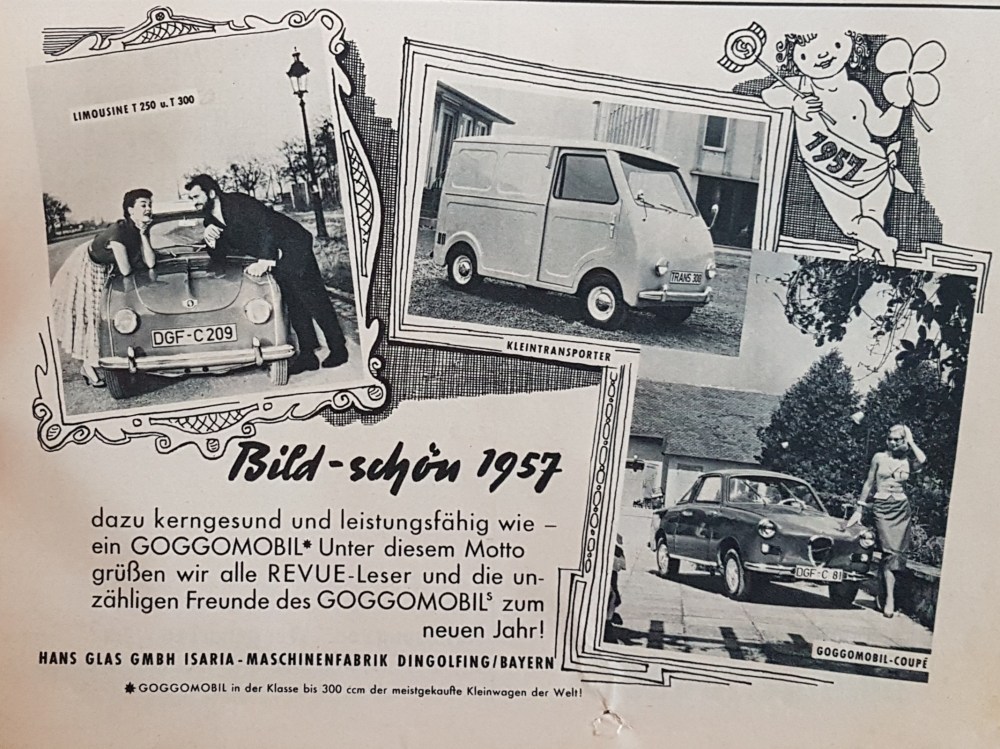 LIMOUSINE T 250 u. T 300
DGF-C 209
TRANS 300
KLEINTRANSPORTER
1957
DGF-C 81
GOGGOMOBIL-COUPÉ
Bild-schön 1957
dazu kerngesund und leistungsfähig wie –
ein GOGGOMOBIL* Unter diesem Motto
grüßen wir alle REVUE-Leser und die un-
zähligen Freunde des GOGGOMOBILˢ zum
neuen Jahr!
HANS GLAS GMBH ISARIA-MASCHINENFABRIK DINGOLFING/BAYERN
*GOGGOMOBIL in der Klasse bis 300 ccm der meistgekaufte Kleinwagen der Welt!